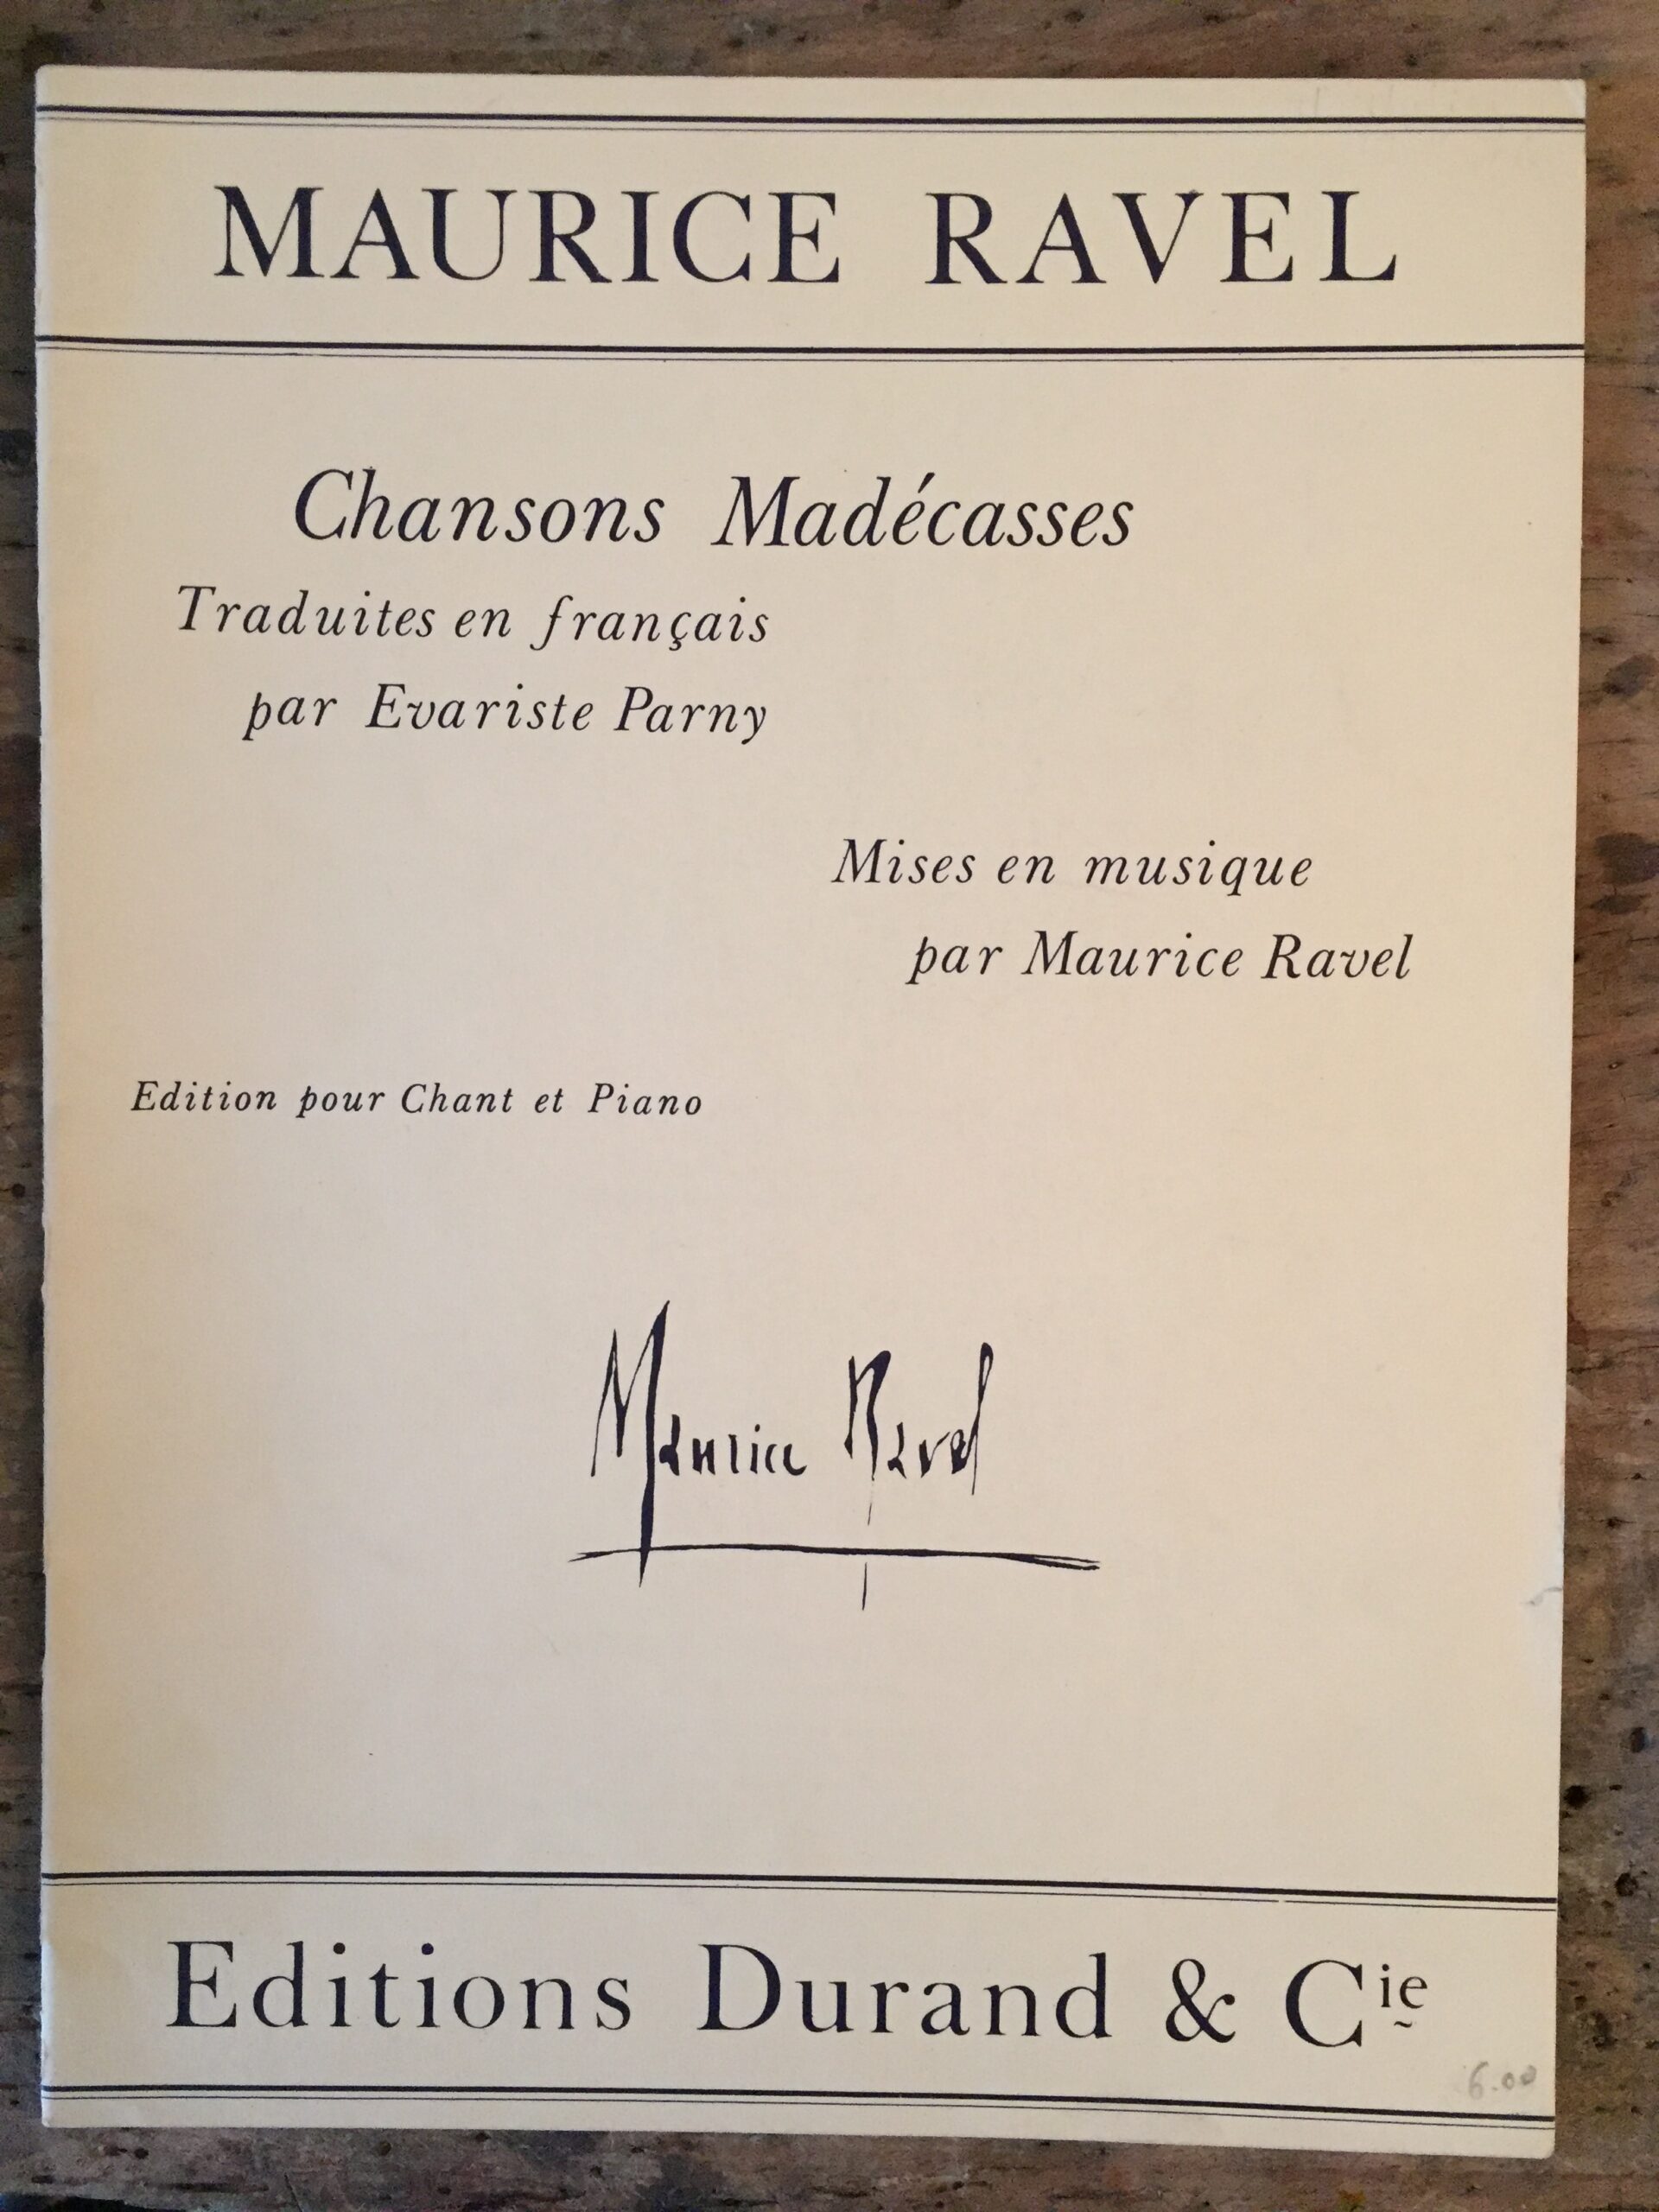 MAURICE RAVEL
Chansons Madécasses
Traduites en français
par Evariste Parny
Mises en musique
par Maurice Ravel
Edition pour Chant et Piano
Maurice Ravel
Editions Durand & Cie
6.00